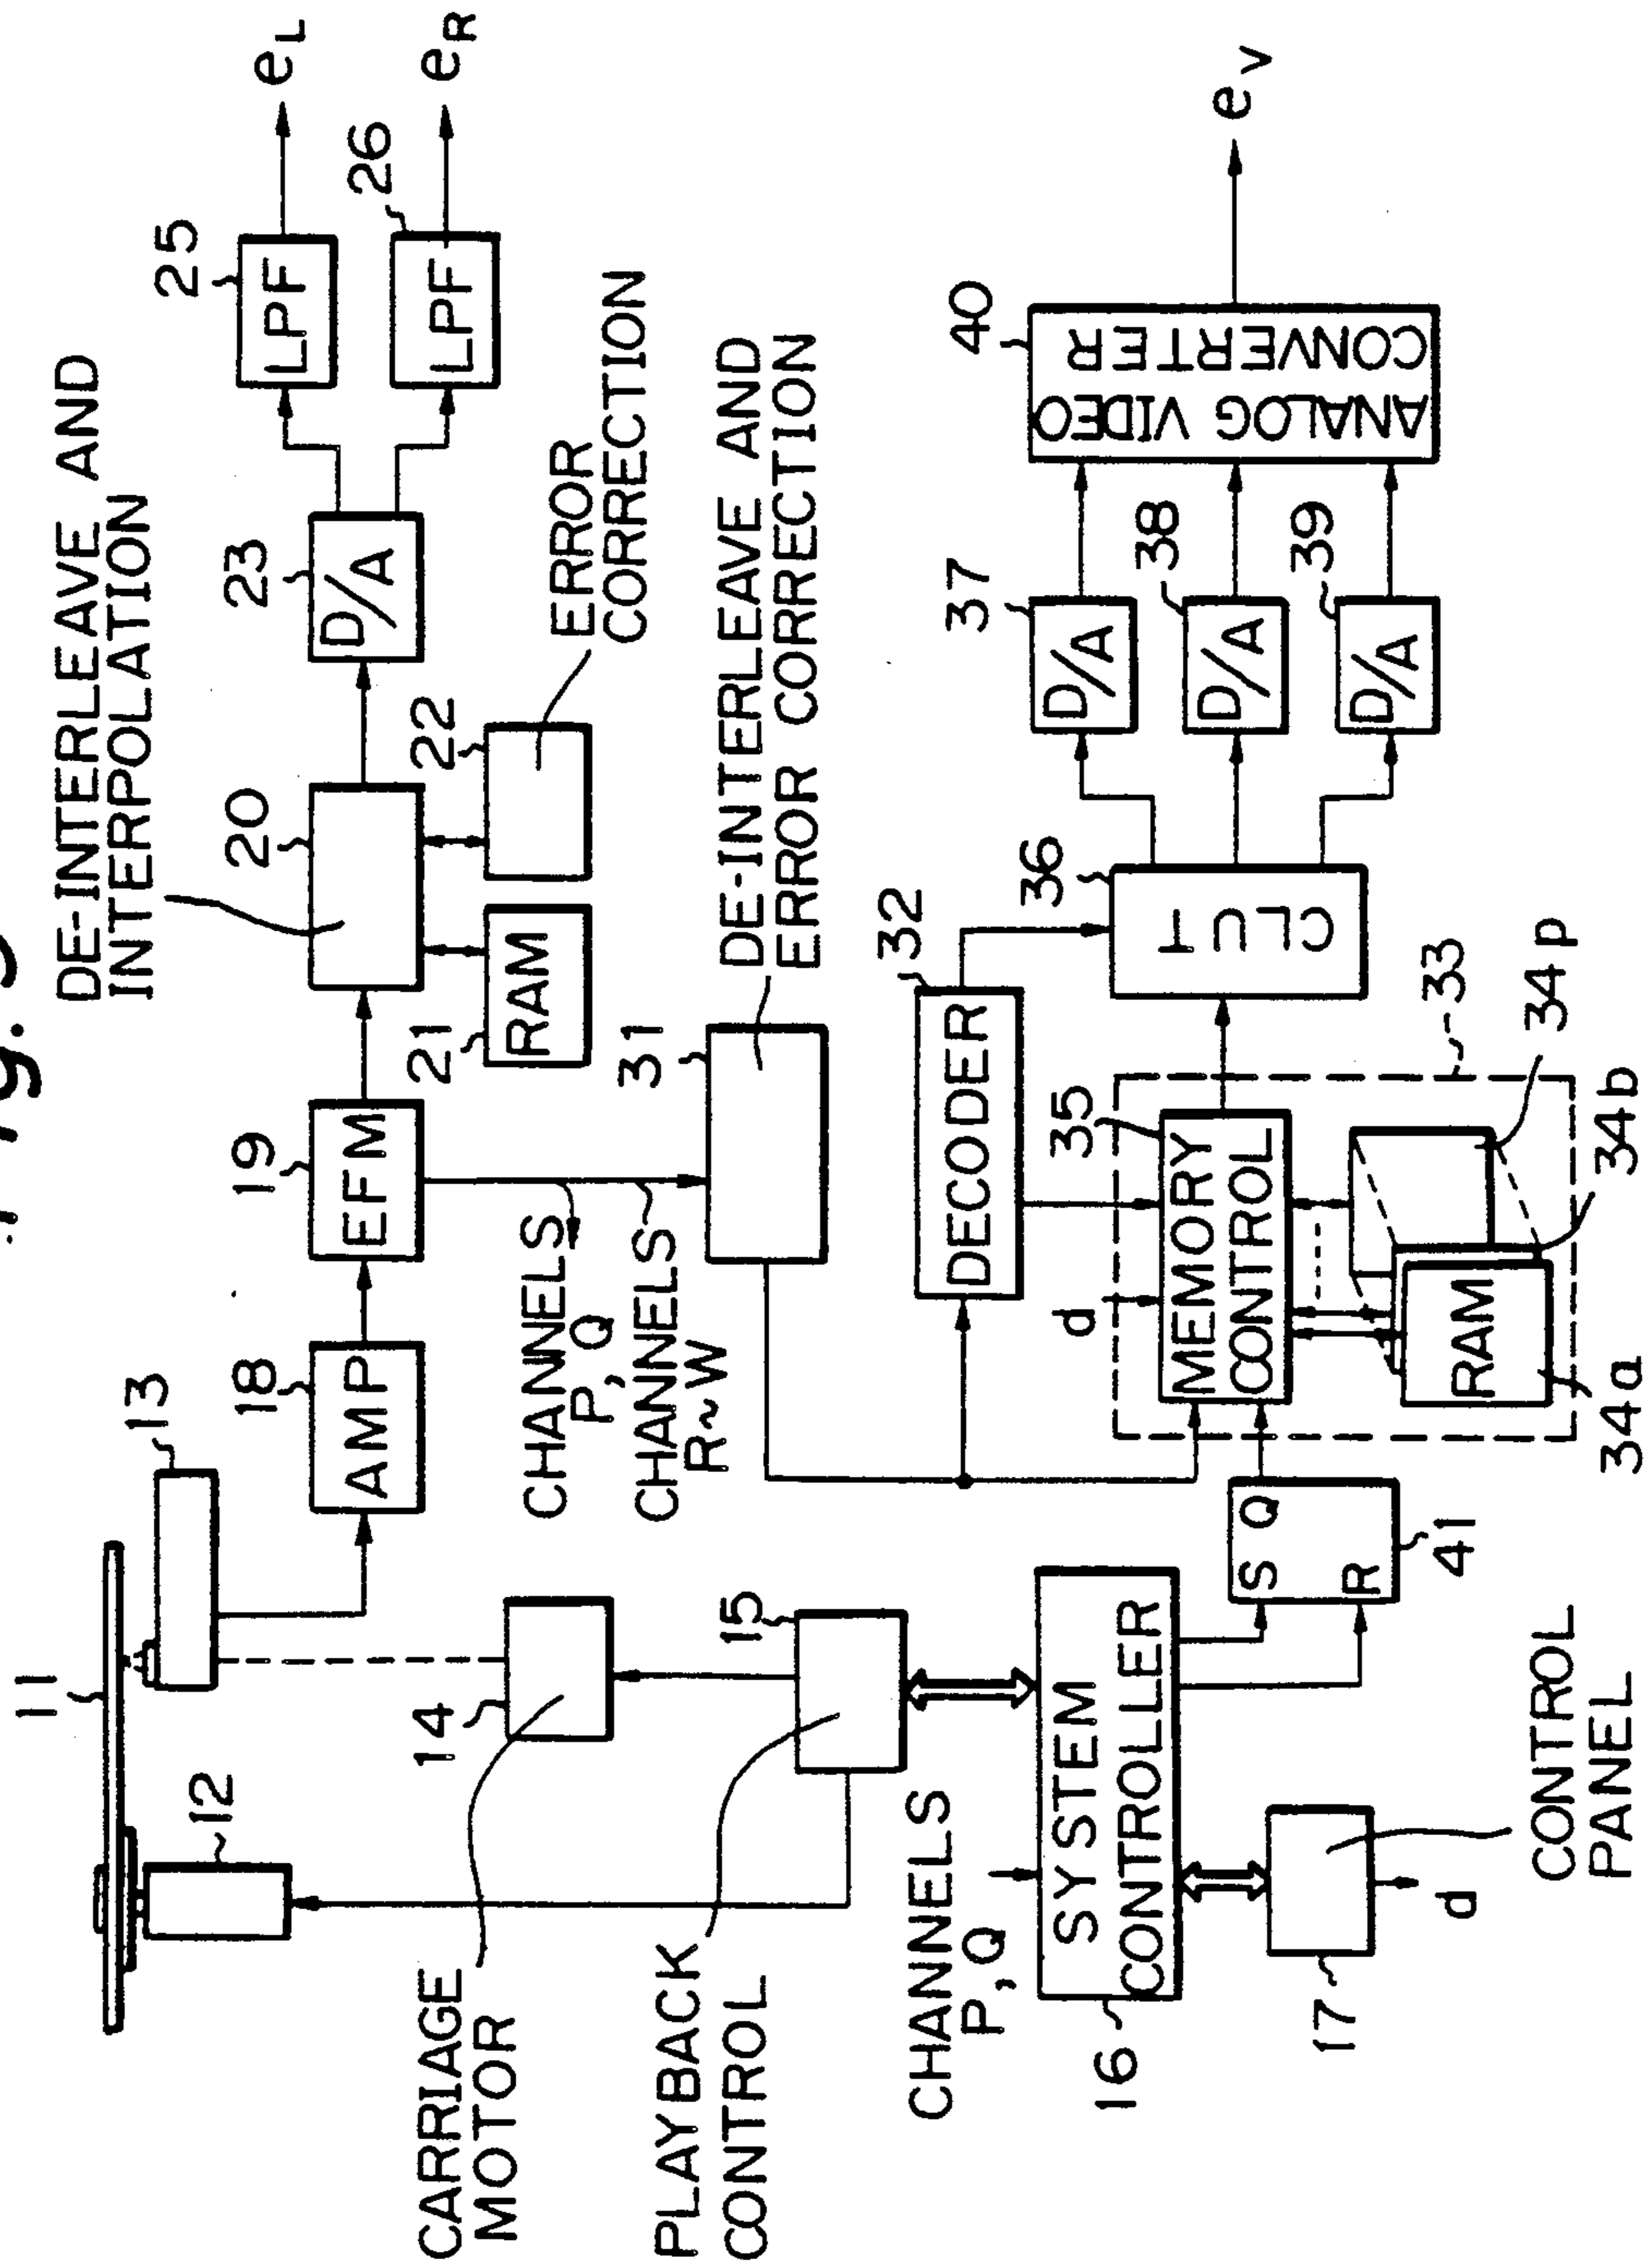 DE-INTERLEAVE AND
INTERPOLATION
25
LPF
eL
26
LPF
eR
23
D/A
20
22
ERROR
CORRECTION
21
RAM
19
EFM
18
AMP
13
11
12
14
CARRIAGE
MOTOR
15
PLAYBACK
CONTROL
CHANNELS
P, Q
CHANNELS
R~W
31
DE-INTERLEAVE AND
ERROR CORRECTION
32
DECODER
36
CLUT
37
D/A
38
D/A
39
D/A
40
ANALOG VIDEO
CONVERTER
ev
33
35
MEMORY
CONTROL
d
34p
34b
RAM
34a
S Q
R
41
CHANNELS
P, Q
SYSTEM
CONTROLLER
16
17
d
CONTROL
PANEL